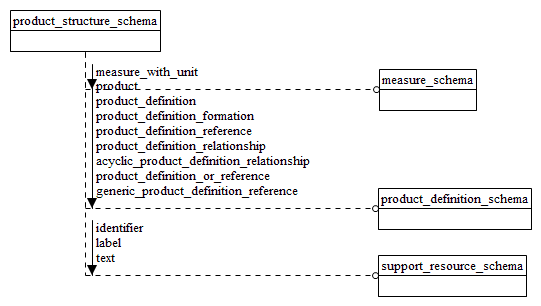 product_structure_schema
measure_with_unit
measure_schema
product
product_definition
product_definition_formation
product_definition_reference
product_definition_relationship
acyclic_product_definition_relationship
product_definition_or_reference
generic_product_definition_reference
product_definition_schema
identifier
label
text
support_resource_schema